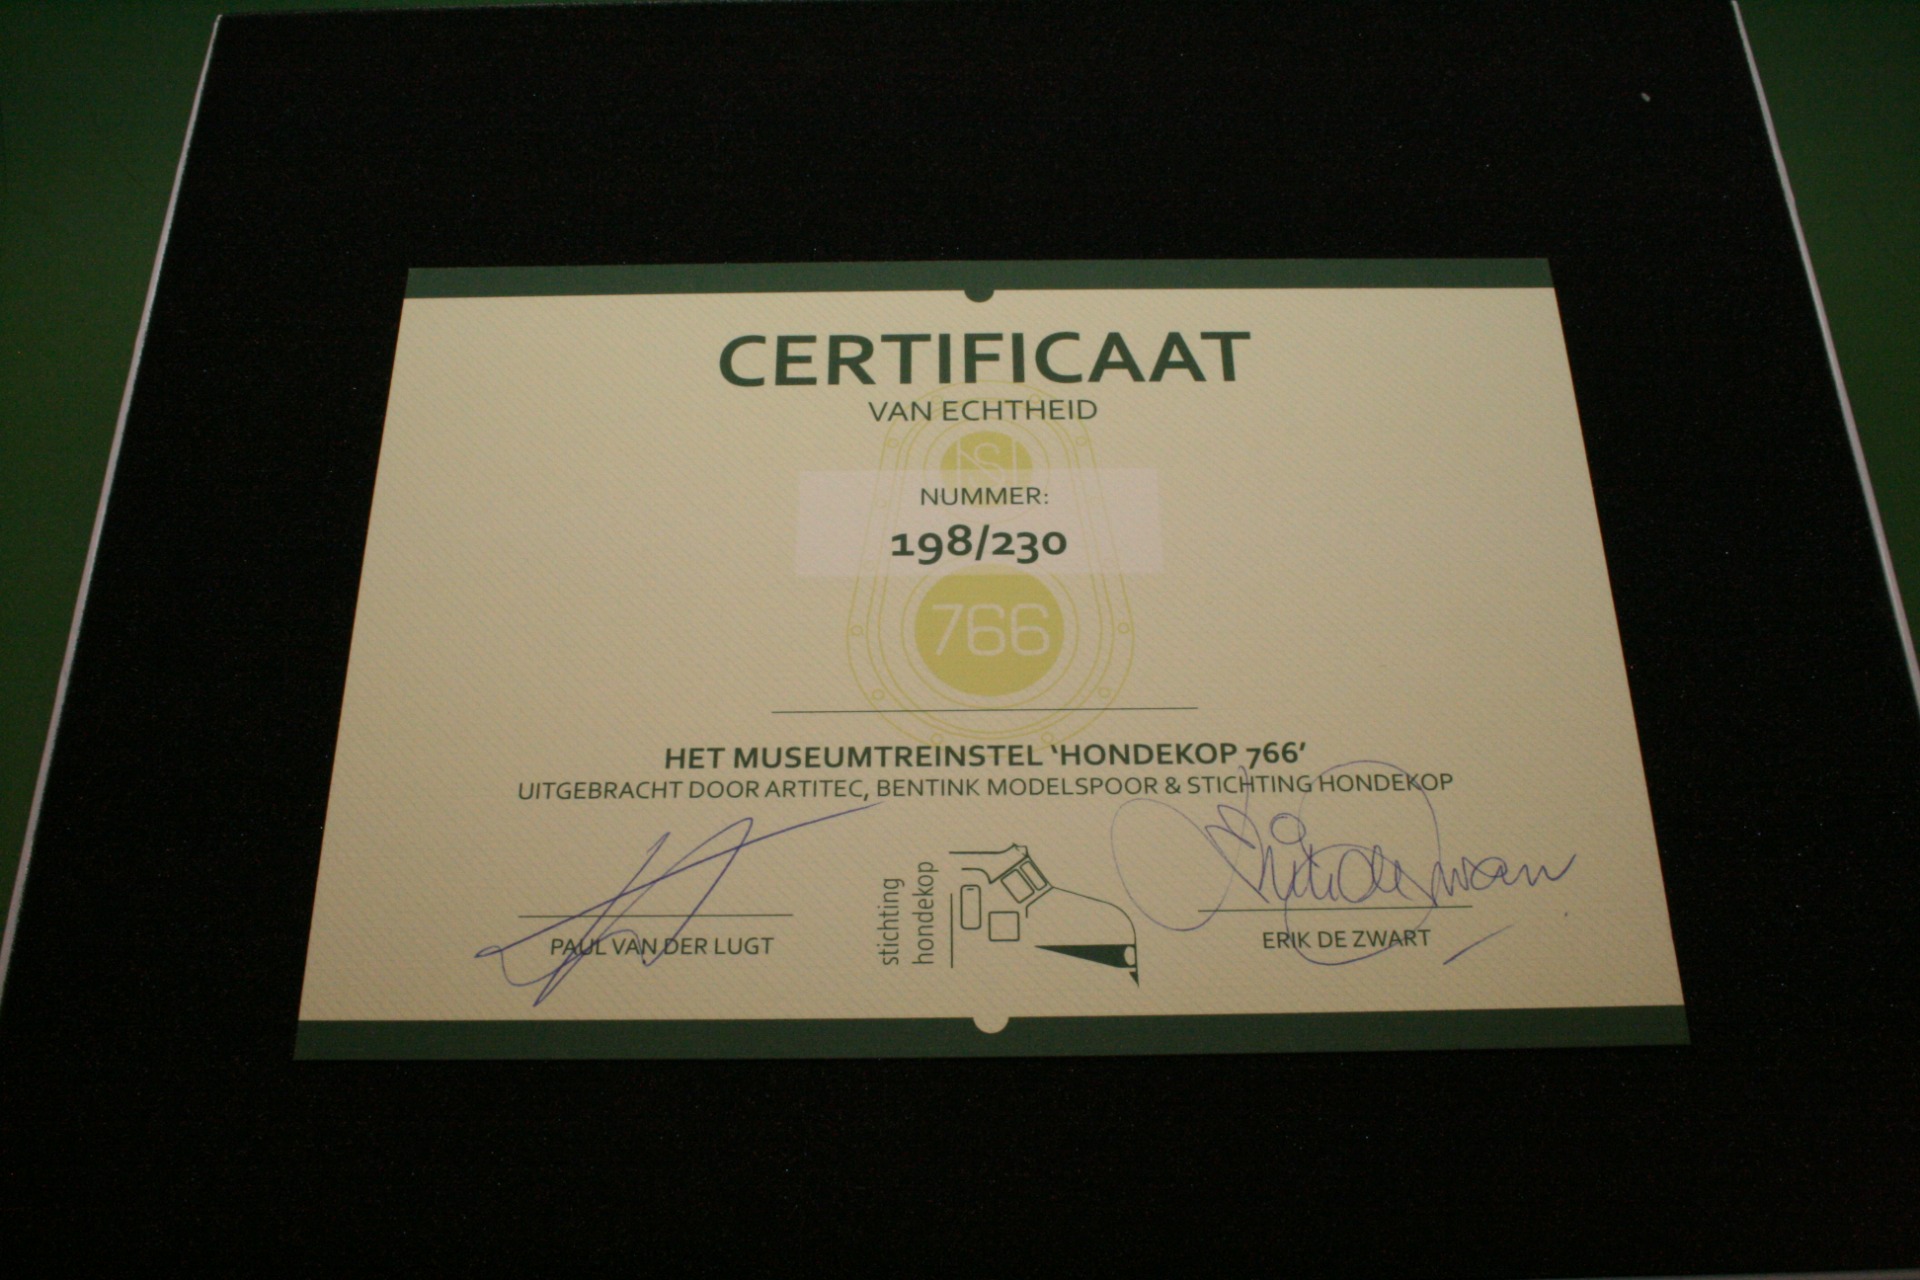 CERTIFICAAT
VAN ECHTHEID
NS
NUMMER:
198/230
766
HET MUSEUMTREINSTEL ‘HONDEKOP 766’
UITGEBRACHT DOOR ARTITEC, BENTINK MODELSPOOR & STICHTING HONDEKOP
PAUL VAN DER LUGT
stichting
hondekop
ERIK DE ZWART